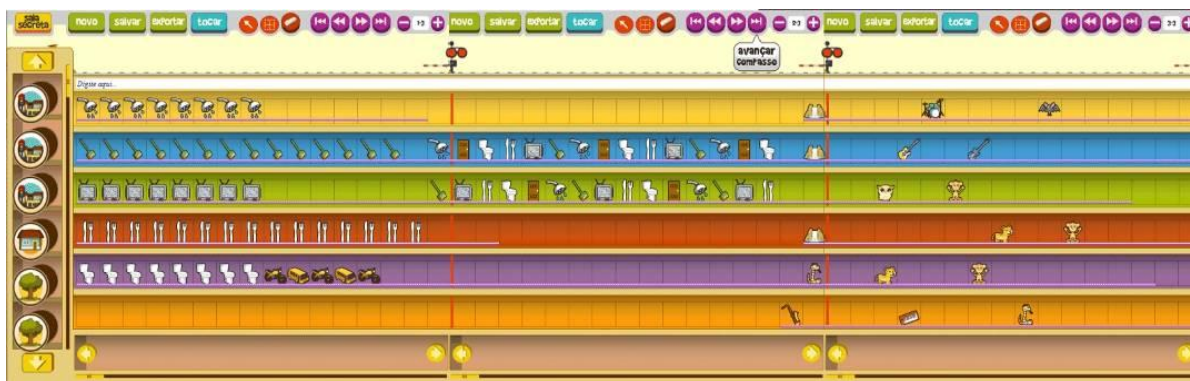 sala secreta
novo salvar exportar tocar
novo salvar exportar tocar
novo salvar exportar tocar
avançar compasso
Digite aqui...